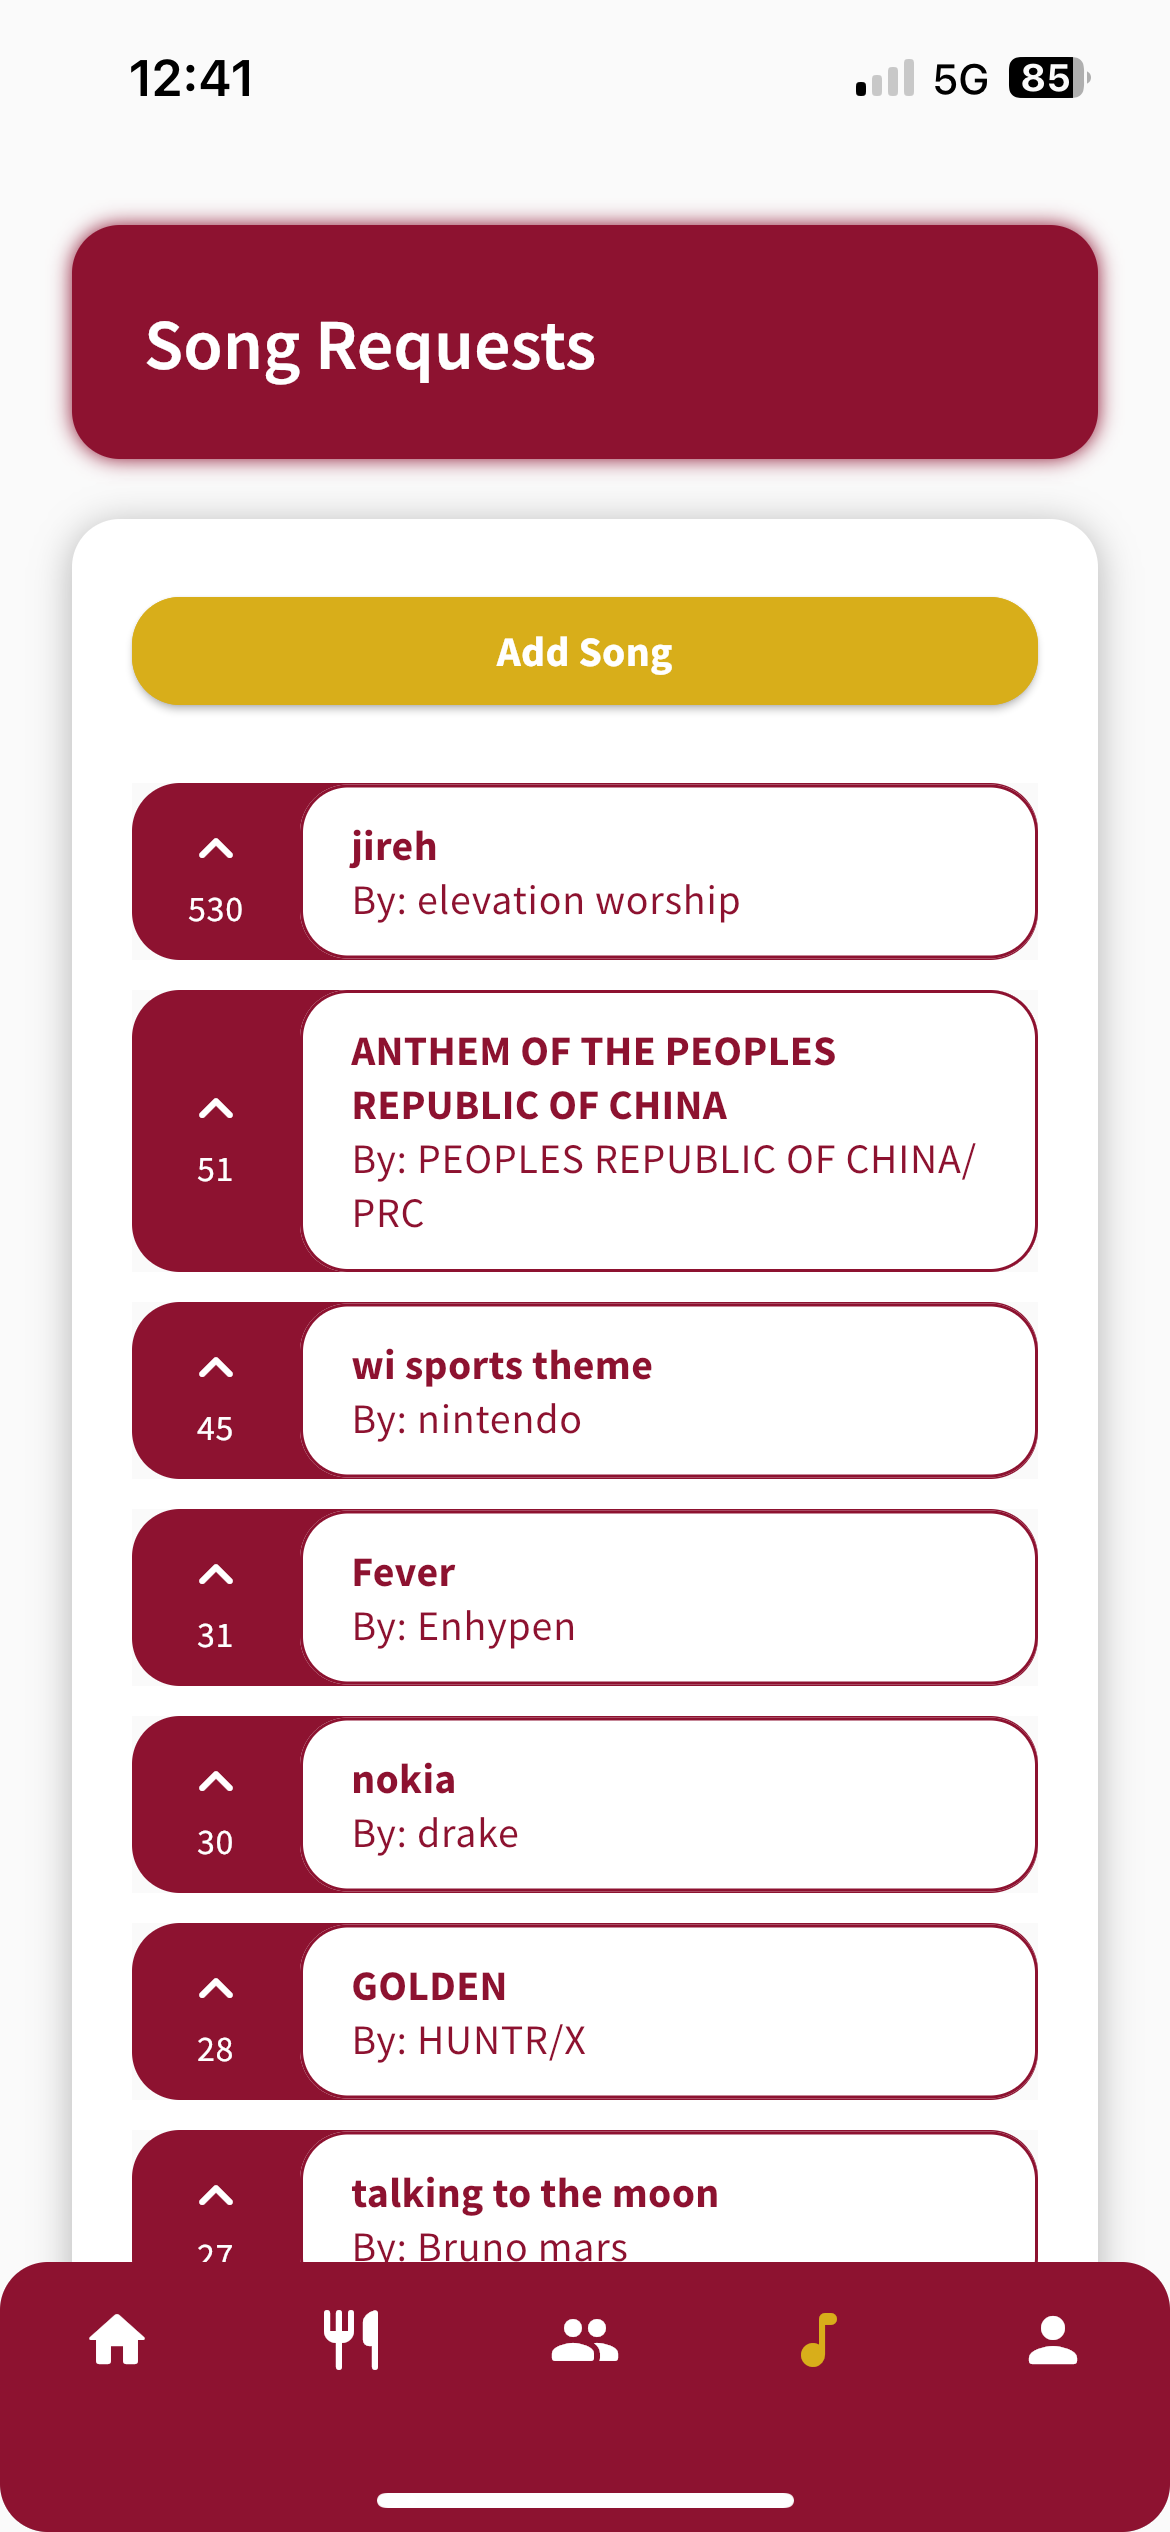 12:41
5G
85
Song Requests
Add Song
jireh
By: elevation worship
530
ANTHEM OF THE PEOPLES
REPUBLIC OF CHINA
By: PEOPLES REPUBLIC OF CHINA/
PRC
51
wi sports theme
By: nintendo
45
Fever
By: Enhypen
31
nokia
By: drake
30
GOLDEN
By: HUNTR/X
28
talking to the moon
By: Bruno mars
27